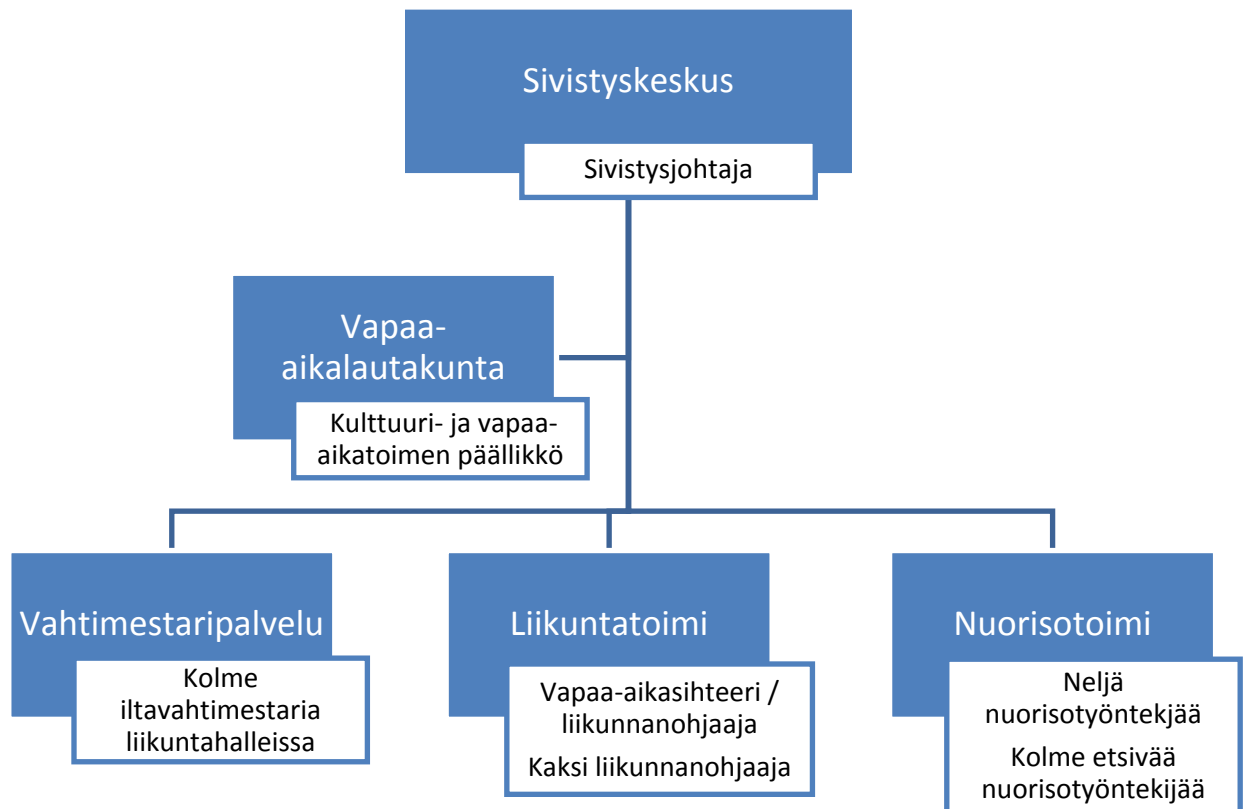 Sivistyskeskus
Sivistysjohtaja
Vapaa-
aikalautakunta
Kulttuuri- ja vapaa-
aikatoimen päällikkö
Vahtimestaripalvelu
Kolme
iltavahtimestaria
liikuntahalleissa
Liikuntatoimi
Vapaa-aikasihteeri /
liikunnanohjaaja
Kaksi liikunnanohjaaja
Nuorisotoimi
Neljä
nuorisotyöntekjää
Kolme etsivää
nuorisotyöntekijää